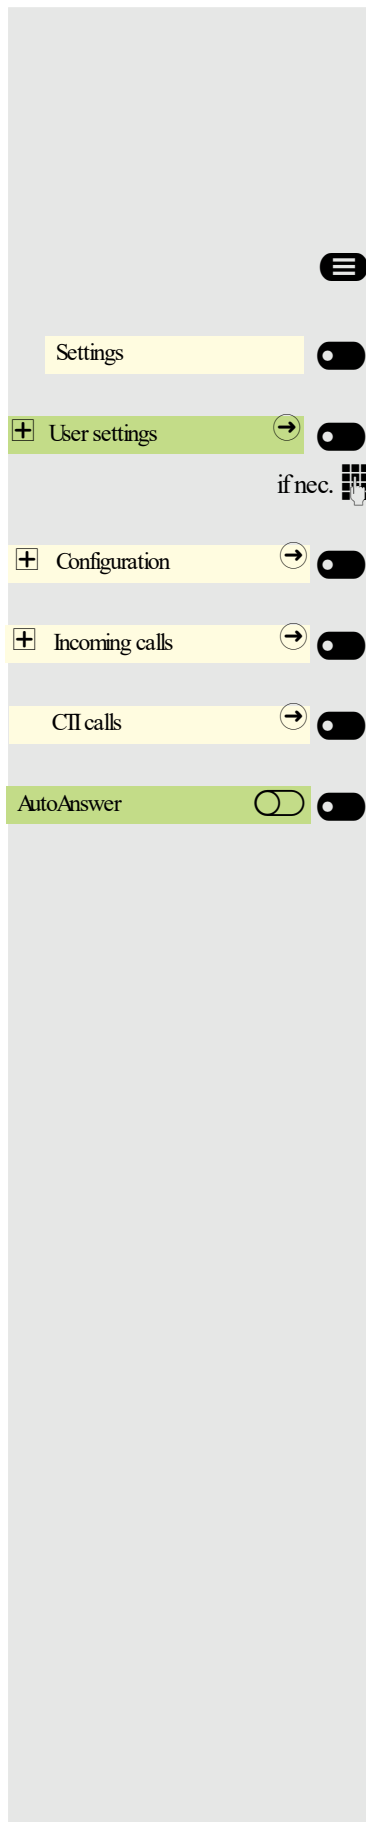 Settings
User settings
if nec.
Configuration
Incoming calls
CTI calls
AutoAnswer